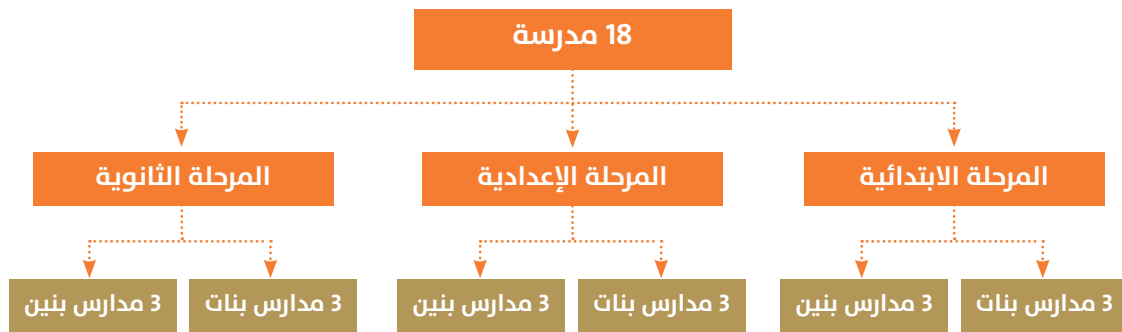 18 مدرسة
المرحلة الابتدائية
المرحلة الإعدادية
المرحلة الثانوية
3 مدارس بنات
3 مدارس بنين
3 مدارس بنات
3 مدارس بنين
3 مدارس بنات
3 مدارس بنين